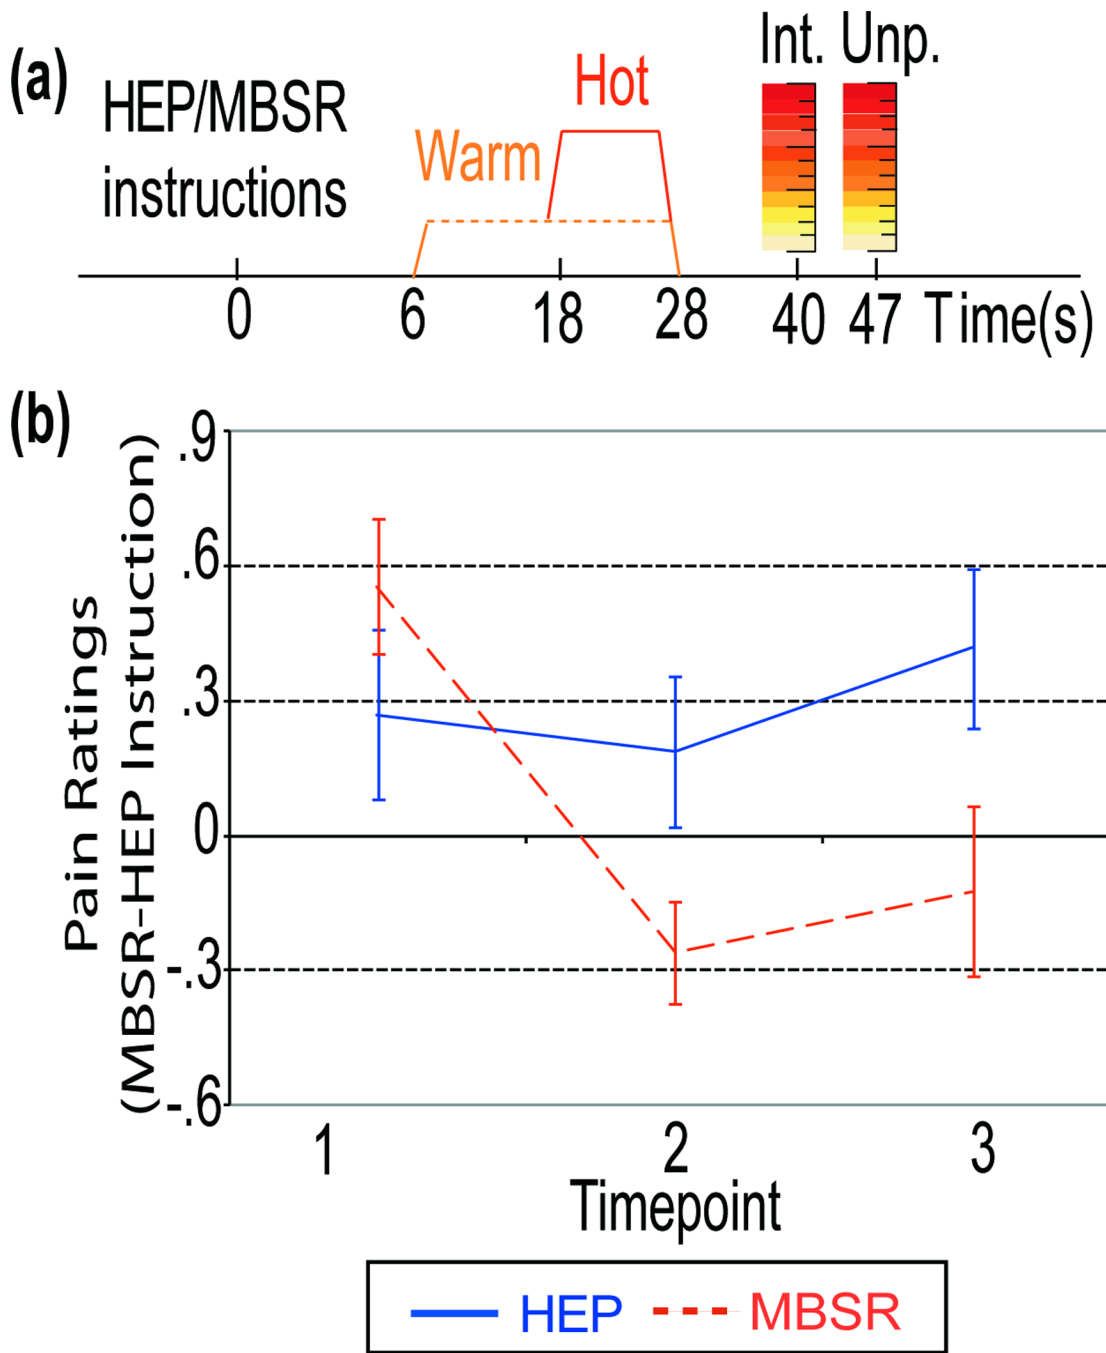 (a)
HEP/MBSR
instructions
Warm
Hot
Int. Unp.
0 6 18 28 40 47 Time(s)
(b)
Pain Ratings
(MBSR-HEP Instruction)
.9
.6
.3
0
-.3
-.6
1 2 3
Timepoint
HEP MBSR